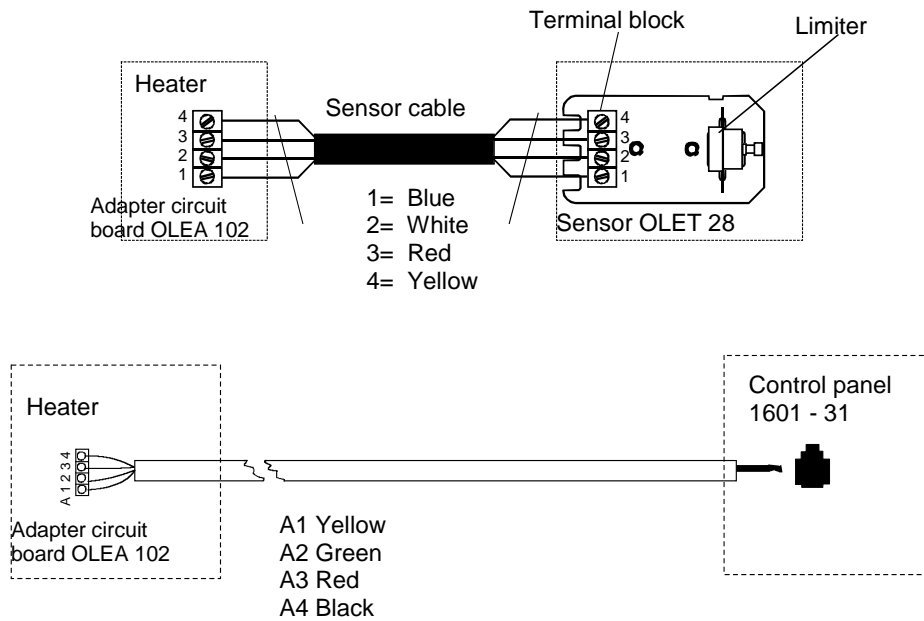 Terminal block
Limiter
Heater
Sensor cable
4
3
2
1
4
3
2
1
Adapter circuit
board OLEA 102
1= Blue
2= White
3= Red
4= Yellow
Sensor OLET 28
Heater
Control panel
1601 - 31
A 1 2 3 4
Adapter circuit
board OLEA 102
A1 Yellow
A2 Green
A3 Red
A4 Black